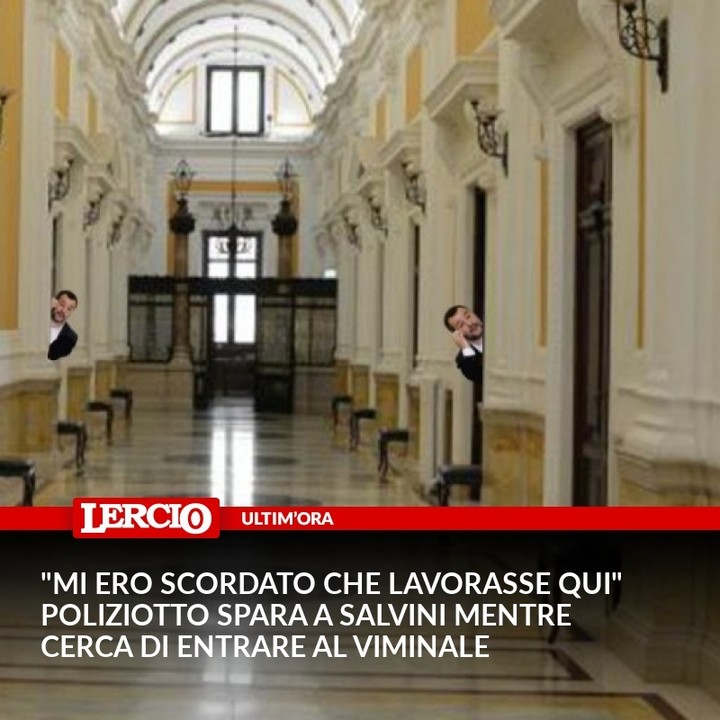 LERCIO
ULTIM'ORA
"MI ERO SCORDATO CHE LAVORASSE QUI"
POLIZIOTTO SPARA A SALVINI MENTRE
CERCA DI ENTRARE AL VIMINALE